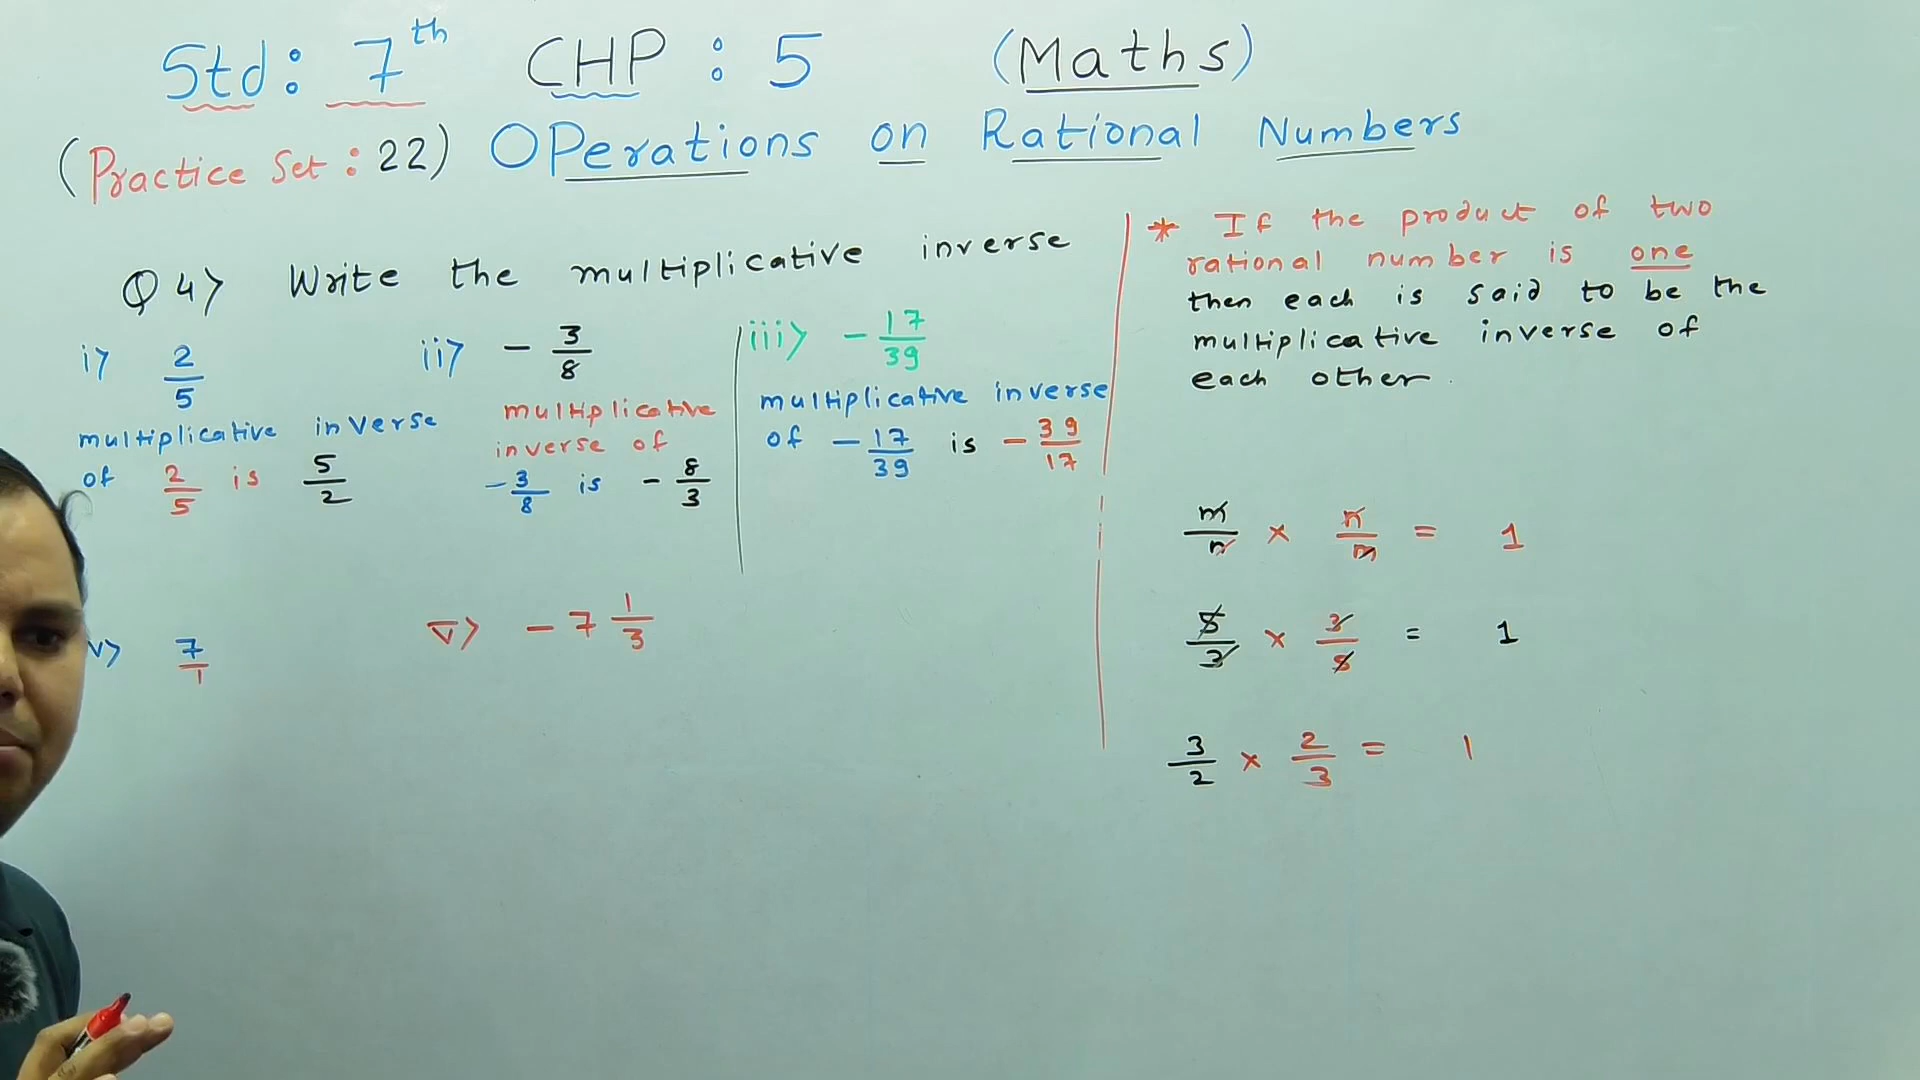 Std: 7th CHP : 5 (Maths)
(Practice Set : 22) OPerations on Rational Numbers
Q 4> Write the multiplicative inverse
i> 2/5
multiplicative inverse
of 2/5 is 5/2
ii> - 3/8
multiplicative
inverse of
-3/8 is - 8/3
iii> - 17/39
multiplicative inverse
of - 17/39 is - 39/17
v> 7/1
v> - 7 1/3
* If the product of two
rational number is one
then each is said to be the
multiplicative inverse of
each other.
m/n × n/m = 1
5/3 × 3/5 = 1
3/2 × 2/3 = 1